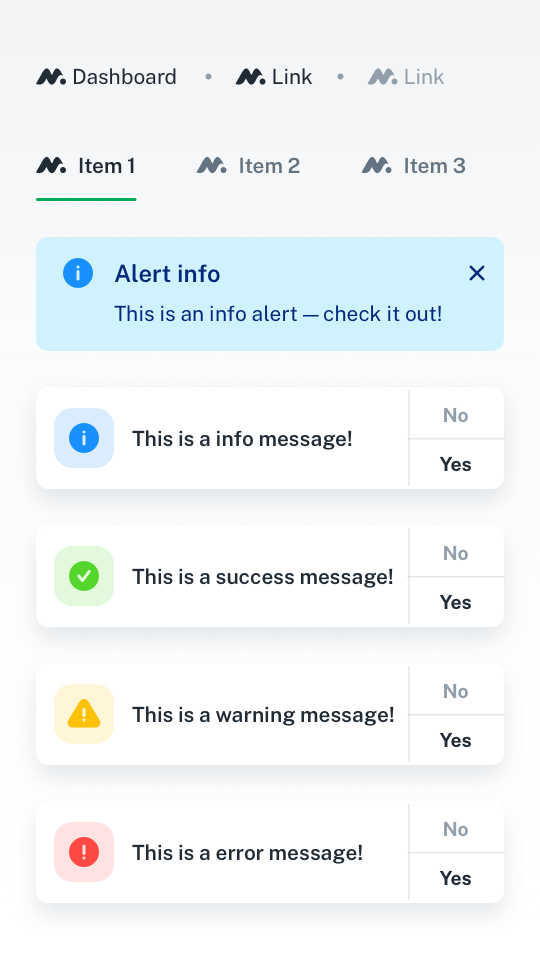 Dashboard • Link • Link
Item 1 Item 2 Item 3
Alert info
This is an info alert — check it out!
No
This is a info message!
Yes
No
This is a success message!
Yes
No
This is a warning message!
Yes
No
This is a error message!
Yes